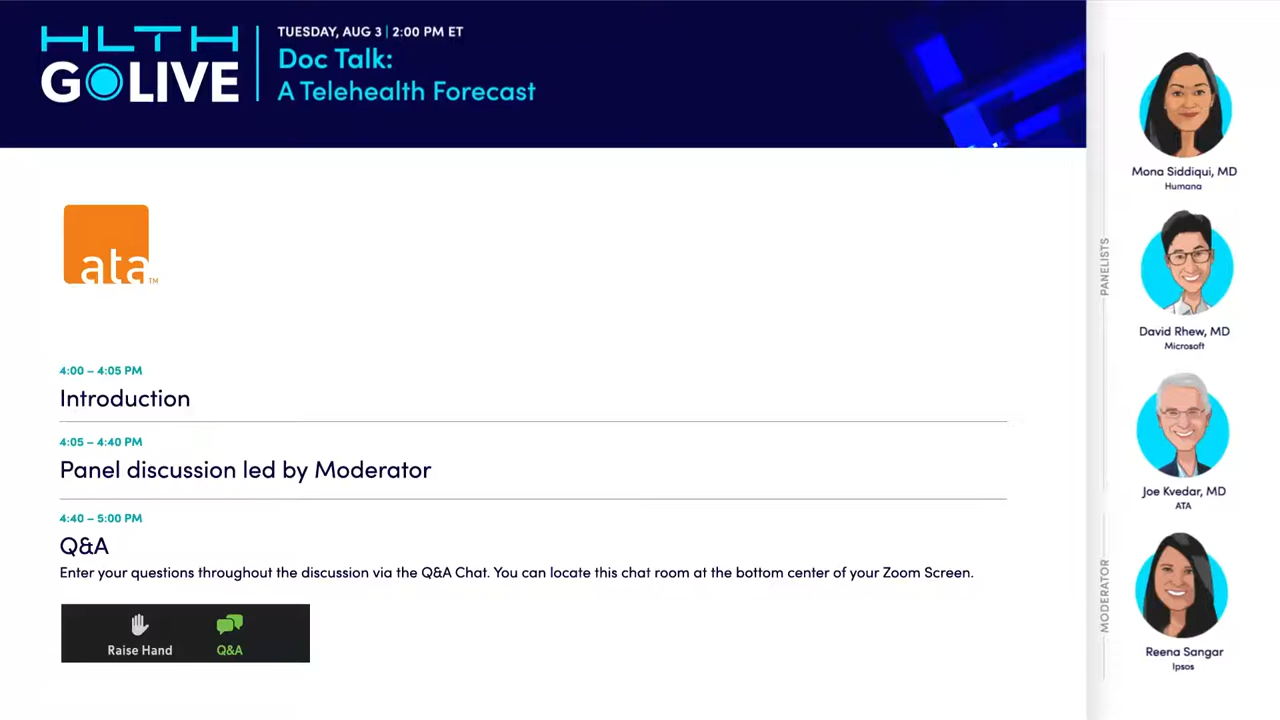 HLTH
GO LIVE
TUESDAY, AUG 3 | 2:00 PM ET
Doc Talk:
A Telehealth Forecast
ata™
4:00 – 4:05 PM
Introduction
4:05 – 4:40 PM
Panel discussion led by Moderator
4:40 – 5:00 PM
Q&A
Enter your questions throughout the discussion via the Q&A Chat. You can locate this chat room at the bottom center of your Zoom Screen.
Raise Hand
Q&A
PANELISTS
Mona Siddiqui, MD
Humana
David Rhew, MD
Microsoft
Joe Kvedar, MD
ATA
MODERATOR
Reena Sangar
Ipsos